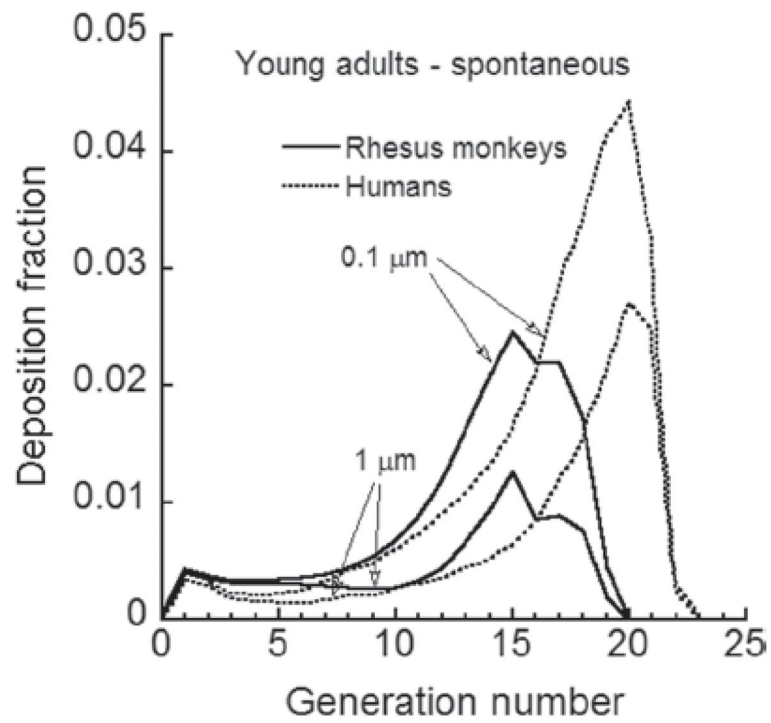 0.05
Young adults - spontaneous
0.04
Rhesus monkeys
Humans
0.03
0.1 μm
0.02
1 μm
0.01
0
0 5 10 15 20 25
Deposition fraction
Generation number